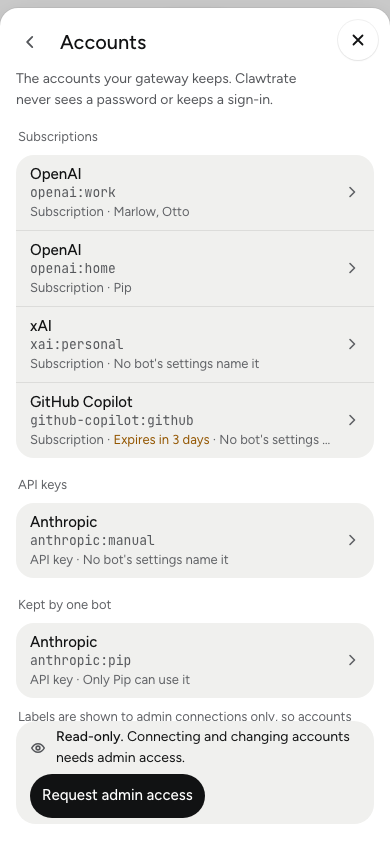 Accounts
The accounts your gateway keeps. Clawtrate
never sees a password or keeps a sign-in.
Subscriptions
OpenAI
openai:work
Subscription · Marlow, Otto
OpenAI
openai:home
Subscription · Pip
xAI
xai:personal
Subscription · No bot's settings name it
GitHub Copilot
github-copilot:github
Subscription · Expires in 3 days · No bot's settings ...
API keys
Anthropic
anthropic:manual
API key · No bot's settings name it
Kept by one bot
Anthropic
anthropic:pip
API key · Only Pip can use it
Labels are shown to admin connections only, so accounts
Read-only. Connecting and changing accounts
needs admin access.
Request admin access